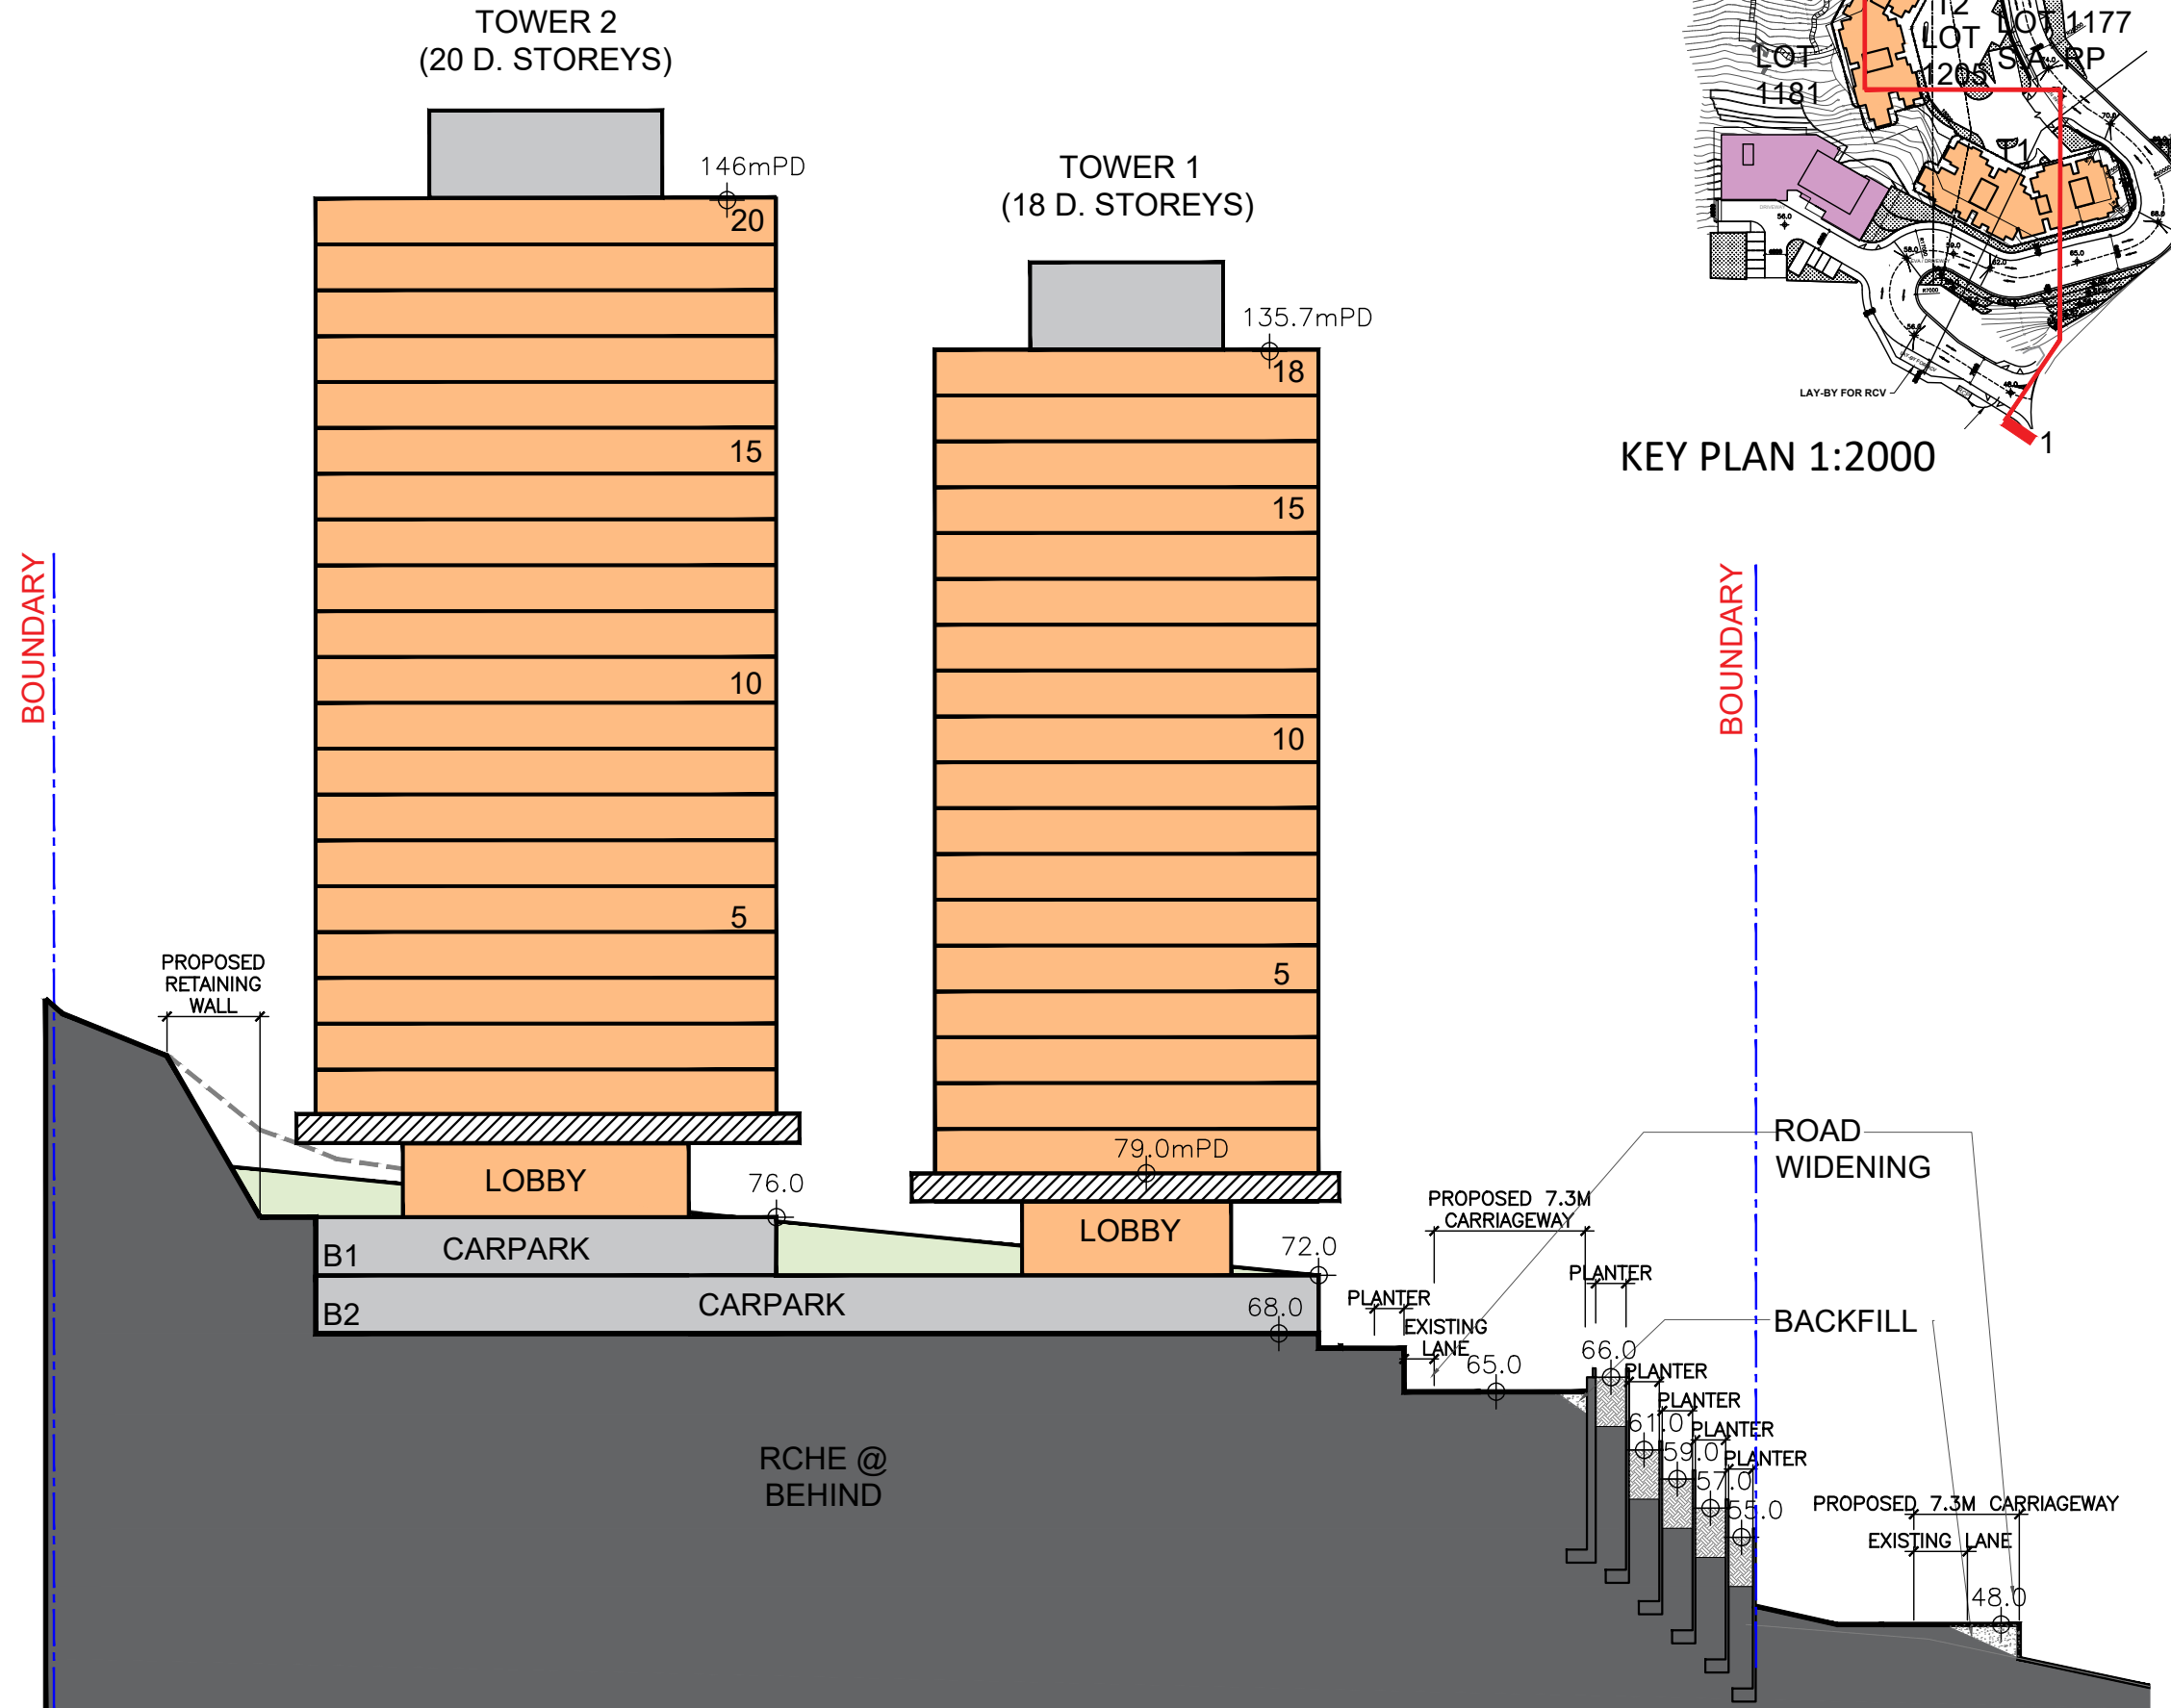 TOWER 2
(20 D. STOREYS)
146mPD
20
15
10
5
LOBBY
76.0
B1
CARPARK
B2
CARPARK
68.0
TOWER 1
(18 D. STOREYS)
135.7mPD
18
15
10
5
79.0mPD
LOBBY
72.0
BOUNDARY
BOUNDARY
PROPOSED
RETAINING
WALL
RCHE @
BEHIND
PROPOSED 7.3M
CARRIAGEWAY
PLANTER
PLANTER
EXISTING
LANE
65.0
66.0
PLANTER
PLANTER
61.0
PLANTER
59.0
PLANTER
57.0
55.0
ROAD
WIDENING
BACKFILL
PROPOSED 7.3M CARRIAGEWAY
EXISTING LANE
48.0
T2
LOT 1177
LOT
S.A RP
1205
LOT
1181
T1
LAY-BY FOR RCV
1
KEY PLAN 1:2000